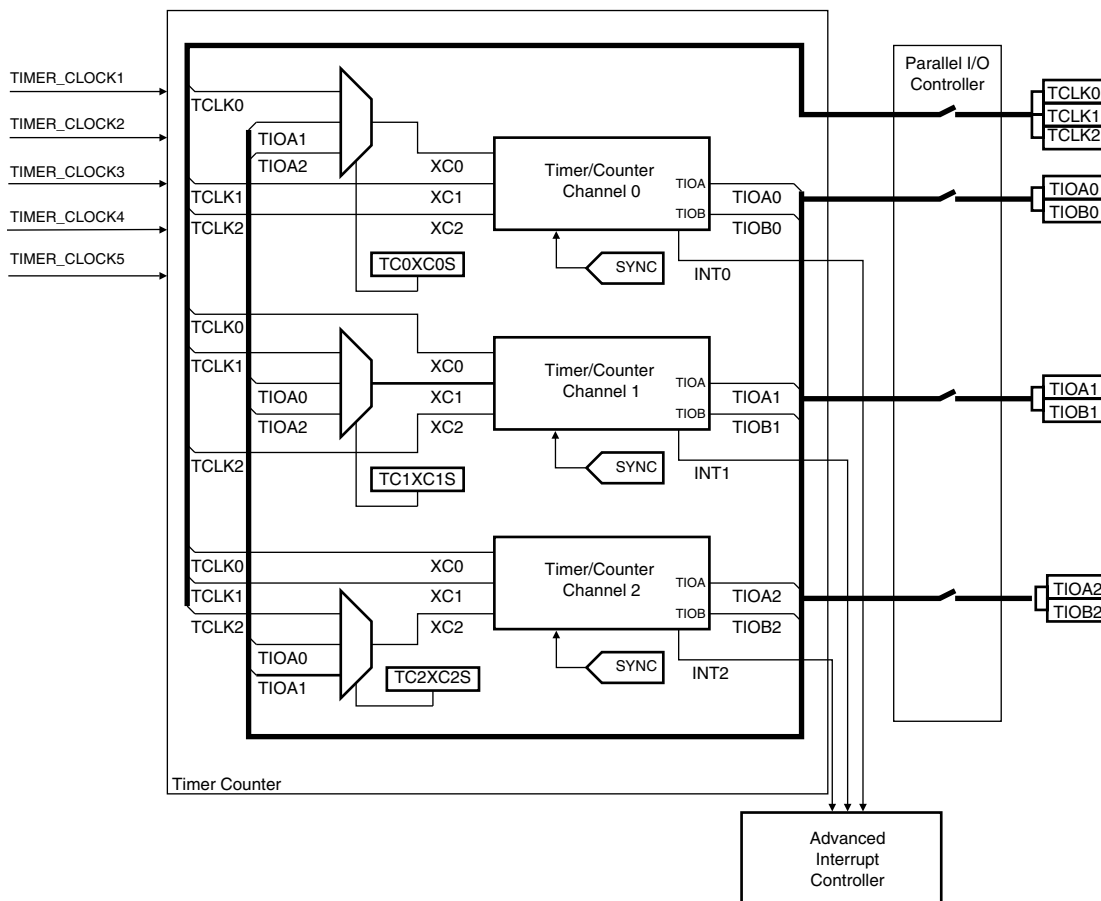 TIMER_CLOCK1
TIMER_CLOCK2
TIMER_CLOCK3
TIMER_CLOCK4
TIMER_CLOCK5
TCLK0
TIOA1
TIOA2
TCLK1
TCLK2
XC0
XC1
XC2
TC0XC0S
Timer/Counter
Channel 0
TIOA
TIOB
TIOA0
TIOB0
SYNC
INT0
TCLK0
TCLK1
TIOA0
TIOA2
TCLK2
XC0
XC1
XC2
TC1XC1S
Timer/Counter
Channel 1
TIOA
TIOB
TIOA1
TIOB1
SYNC
INT1
TCLK0
TCLK1
TCLK2
TIOA0
TIOA1
XC0
XC1
XC2
TC2XC2S
Timer/Counter
Channel 2
TIOA
TIOB
TIOA2
TIOB2
SYNC
INT2
Timer Counter
Parallel I/O
Controller
TCLK0
TCLK1
TCLK2
TIOA0
TIOB0
TIOA1
TIOB1
TIOA2
TIOB2
Advanced
Interrupt
Controller